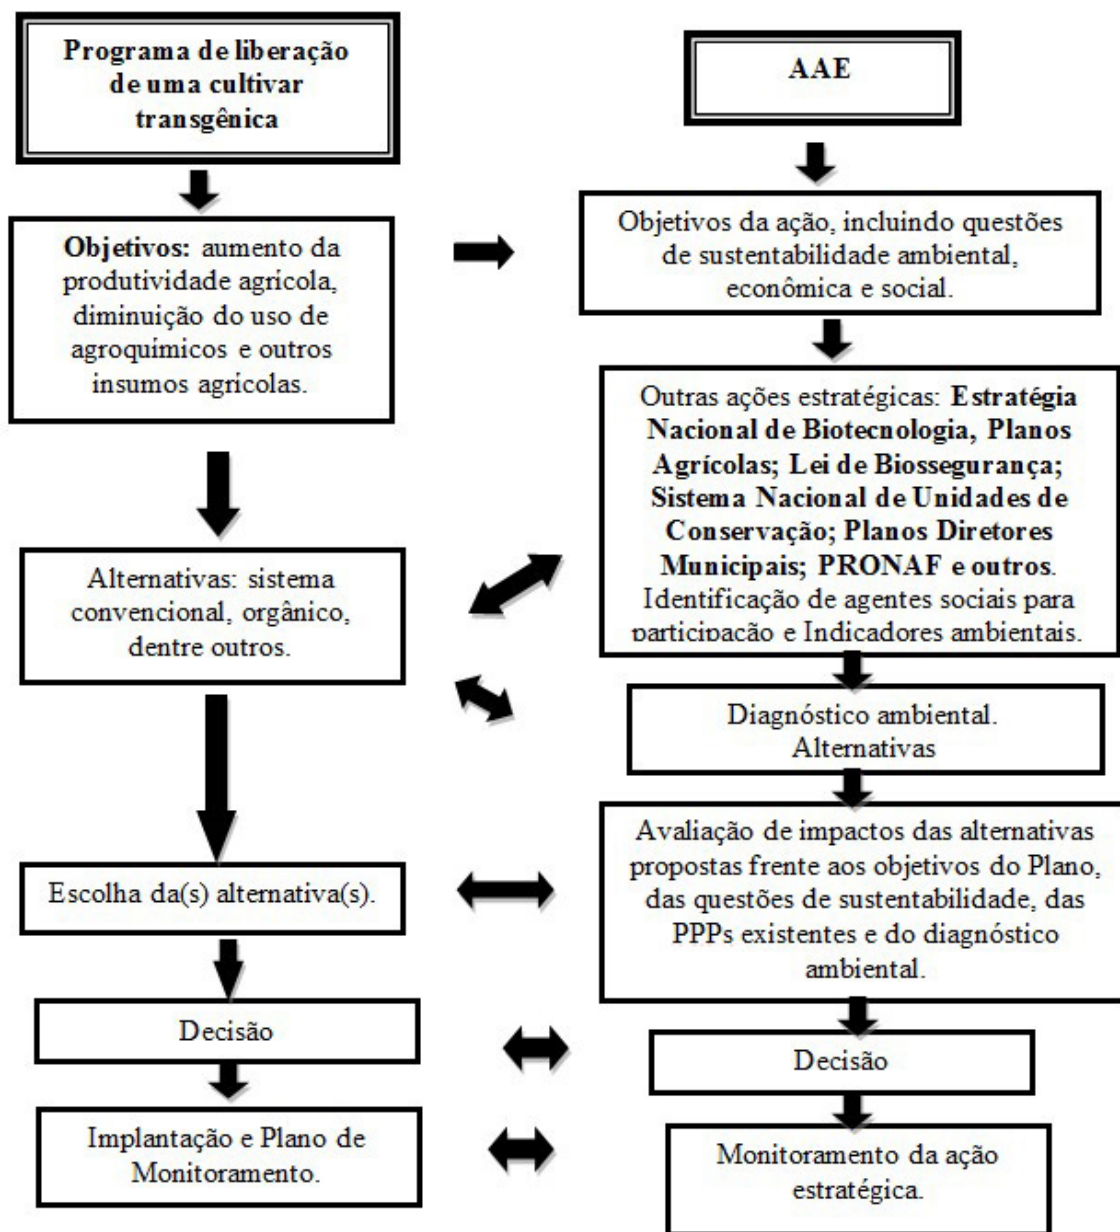 Programa de liberação
de uma cultivar
transgênica
Objetivos: aumento da
produtividade agrícola,
diminuição do uso de
agroquímicos e outros
insumos agrícolas.
Alternativas: sistema
convencional, orgânico,
dentre outros.
Escolha da(s) alternativa(s).
Decisão
Implantação e Plano de
Monitoramento.
AAE
Objetivos da ação, incluindo questões
de sustentabilidade ambiental,
econômica e social.
Outras ações estratégicas: Estratégia
Nacional de Biotecnologia, Planos
Agrícolas; Lei de Biossegurança;
Sistema Nacional de Unidades de
Conservação; Planos Diretores
Municipais; PRONAF e outros.
Identificação de agentes sociais para
participação e Indicadores ambientais.
Diagnóstico ambiental.
Alternativas
Avaliação de impactos das alternativas
propostas frente aos objetivos do Plano,
das questões de sustentabilidade, das
PPPs existentes e do diagnóstico
ambiental.
Decisão
Monitoramento da ação
estratégica.